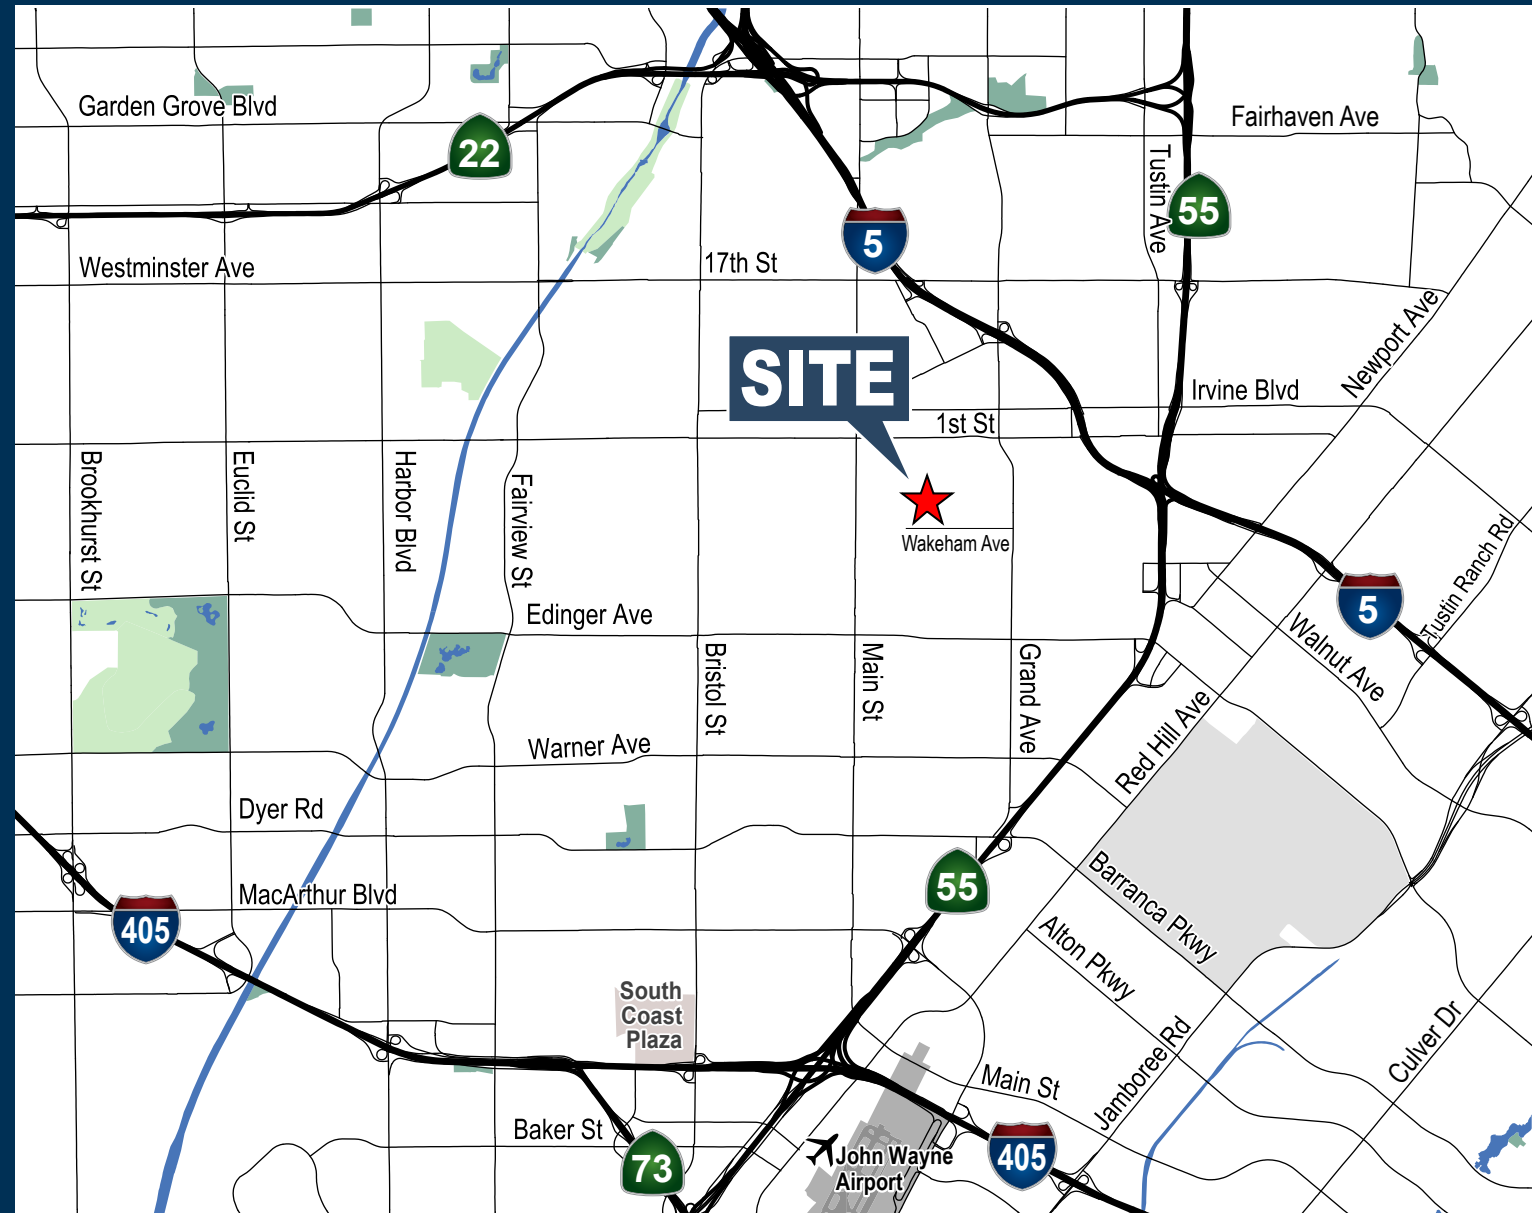 Garden Grove Blvd
22
Fairhaven Ave
Tustin Ave
55
5
Westminster Ave
17th St
Newport Ave
SITE
Irvine Blvd
1st St
Brookhurst St
Euclid St
Harbor Blvd
Fairview St
Wakeham Ave
Tustin Ranch Rd
5
Edinger Ave
Walnut Ave
Bristol St
Main St
Grand Ave
Red Hill Ave
Warner Ave
Dyer Rd
55
Barranca Pkwy
MacArthur Blvd
405
Alton Pkwy
South
Coast
Plaza
Culver Dr
Jamboree Rd
Main St
Baker St
73
John Wayne
Airport
405